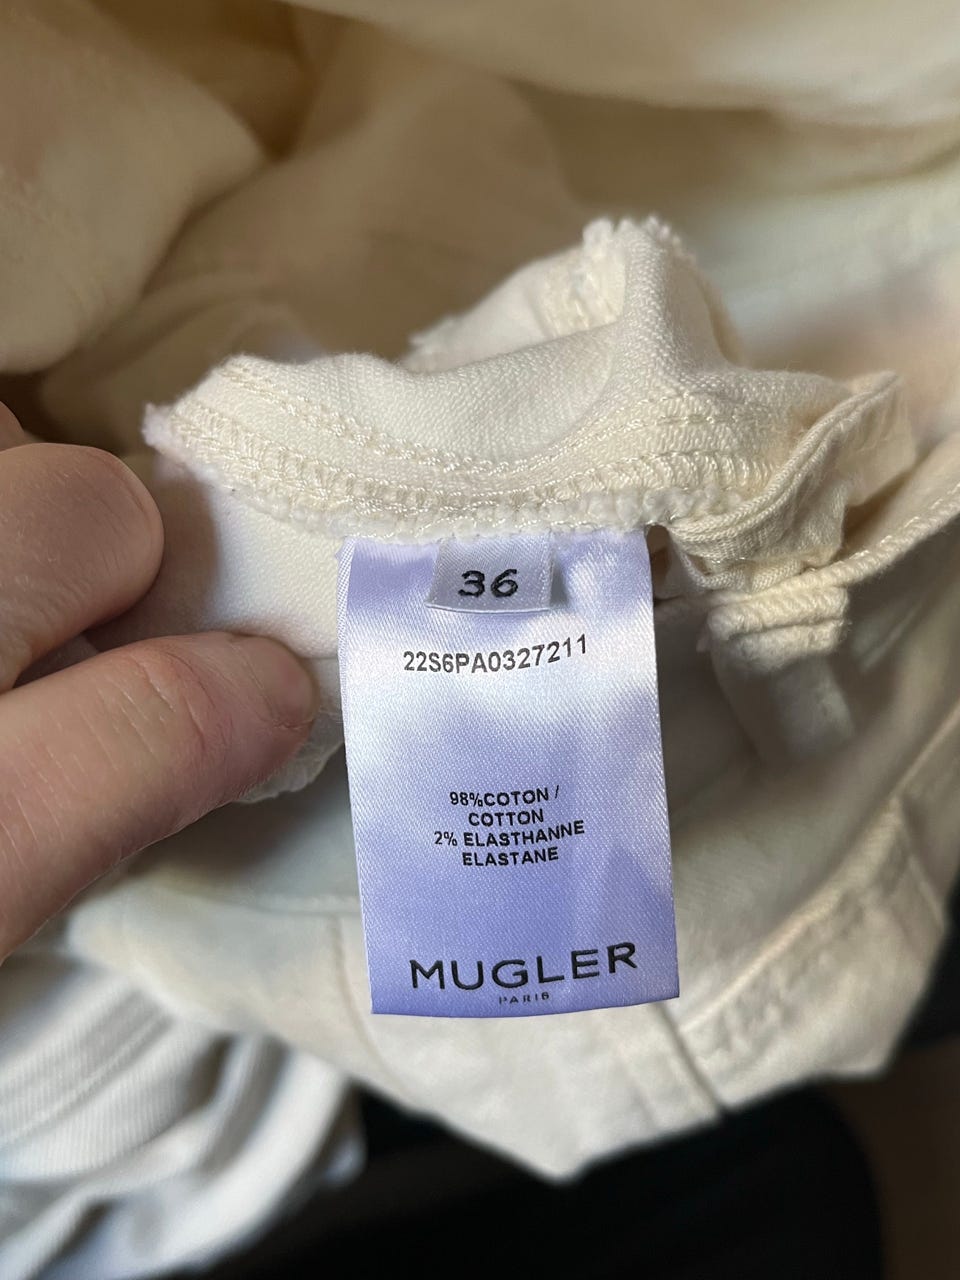 36
22S6PA0327211
98%COTON /
COTTON
2% ELASTHANNE
ELASTANE
MUGLER
PARIS